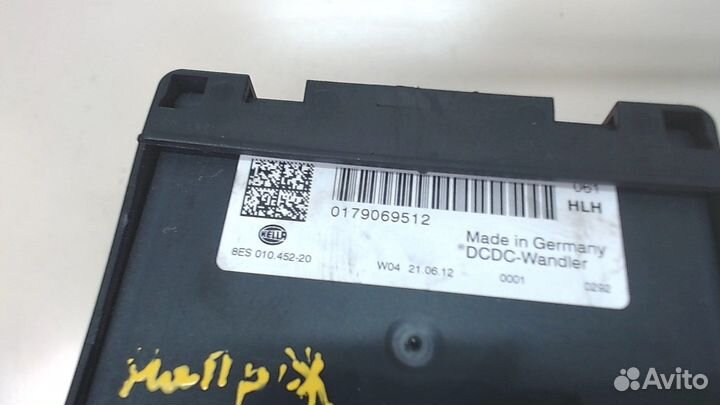 061
HLH
0179069512
HELLA
8ES 010.452-20
Made in Germany
DCDC-Wandler
W04 21.06.12
0001
0292
Avito